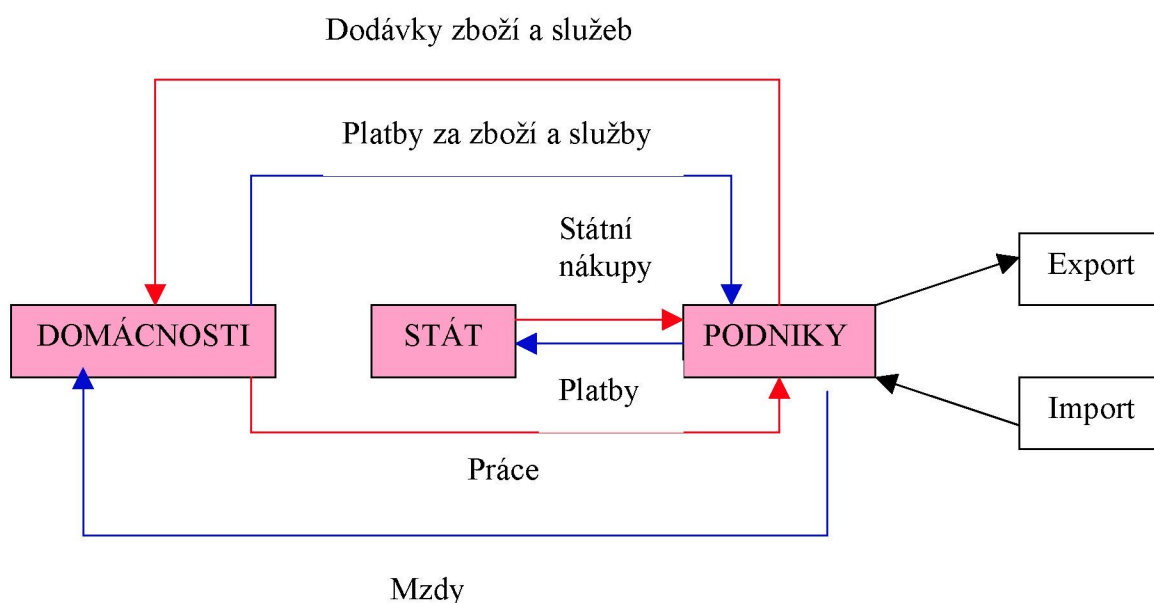 Dodávky zboží a služeb
Platby za zboží a služby
Státní
nákupy
Export
DOMÁCNOSTI
STÁT
PODNIKY
Platby
Import
Práce
Mzdy